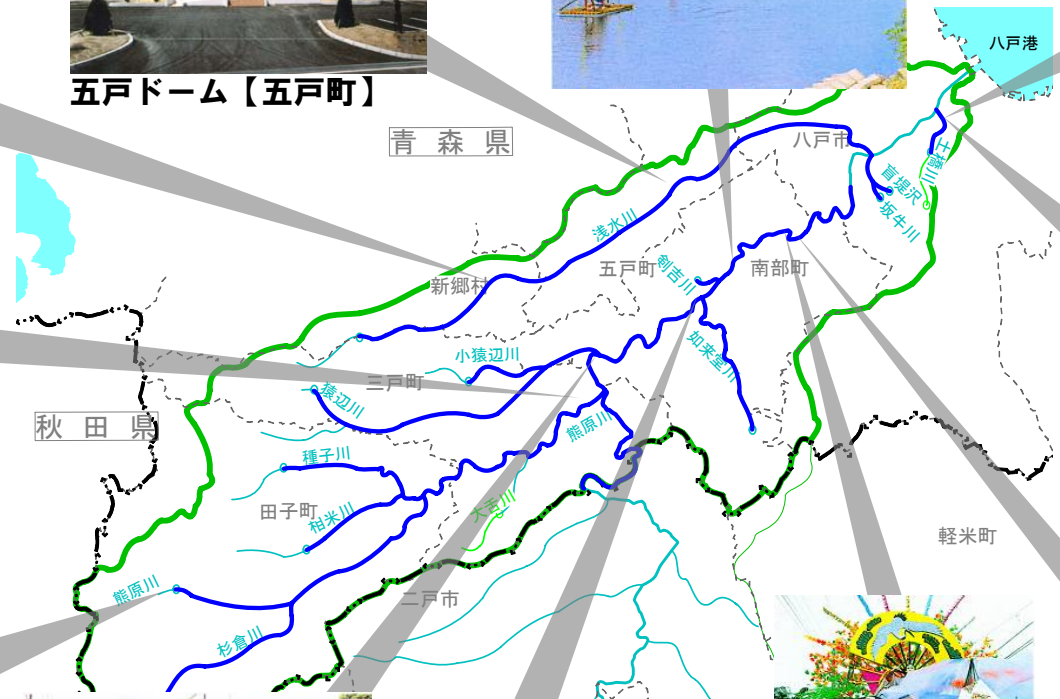 八戸港
五戸ドーム【五戸町】
青森県
八戸市
土橋川
盲堤沢
坂牛川
浅水川
五戸町
剣吉川
南部町
新郷村
如来堂川
小猿辺川
三戸町
猿辺川
秋田県
熊原川
種子川
大舌川
田子町
相米川
軽米町
熊原川
二戸市
杉倉川